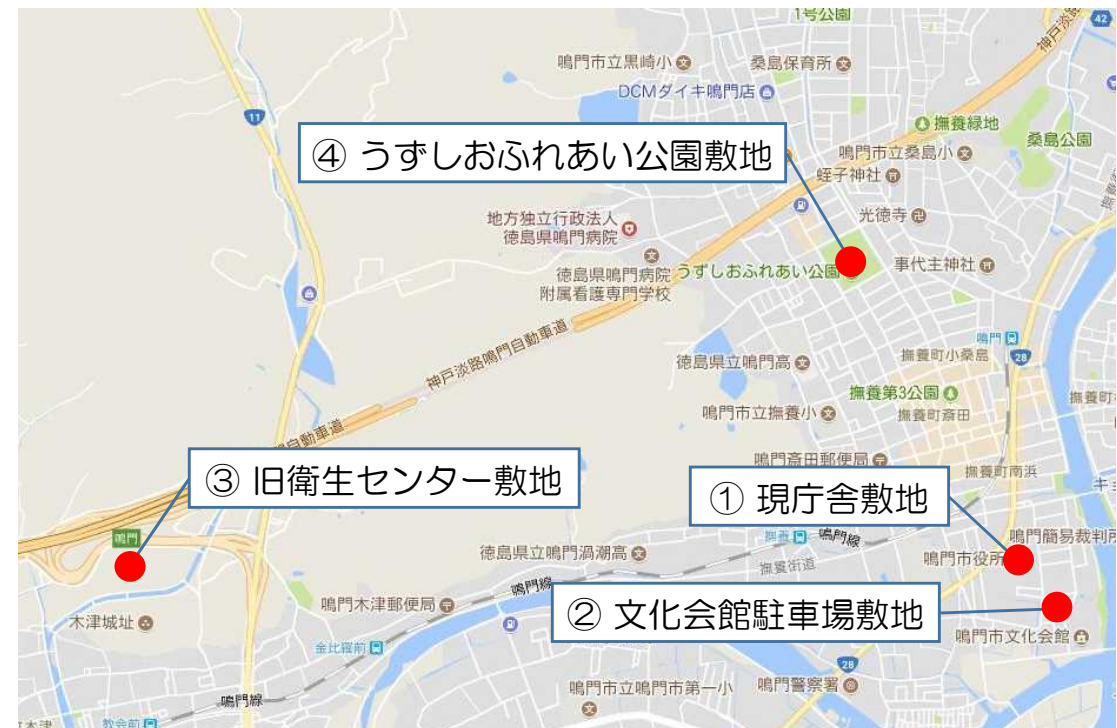 1号公園
42
鳴門市立黒崎小
桑島保育所
DCMダイキ鳴門店
11
撫養緑地
桑島公園
④ うずしおふれあい公園敷地
鳴門市立桑島小
蛭子神社
地方独立行政法人
徳島県鳴門病院
光徳寺
徳島県鳴門病院
附属看護専門学校
うずしおふれあい公園
事代主神社
神戸淡路鳴門自動車道
鳴門
撫養町小桑島
28
徳島県立鳴門高
撫養第3公園
鳴門市立撫養小
撫養町斎田
自動車道
鳴門斎田郵便局
撫養町南浜
③ 旧衛生センター敷地
① 現庁舎敷地
鳴門
徳島県立鳴門渦潮高
撫養
鳴門線
鳴門簡易裁判所
鳴門市役所
撫養街道
鳴門線
鳴門木津郵便局
② 文化会館駐車場敷地
木津城址
金比羅前
鳴門市文化会館
28
鳴門市立鳴門市第一小
鳴門警察署
鳴門線
教会前